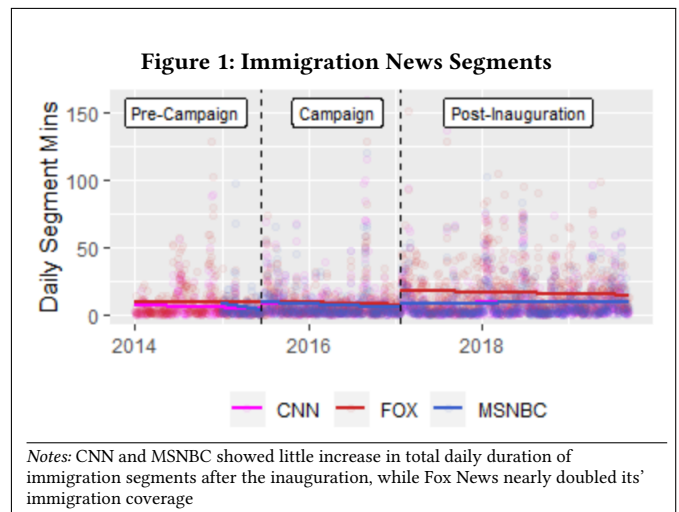 Figure 1: Immigration News Segments
Daily Segment Mins
150
100
50
0
Pre-Campaign
Campaign
Post-Inauguration
2014
2016
2018
CNN
FOX
MSNBC
Notes: CNN and MSNBC showed little increase in total daily duration of
immigration segments after the inauguration, while Fox News nearly doubled its’
immigration coverage